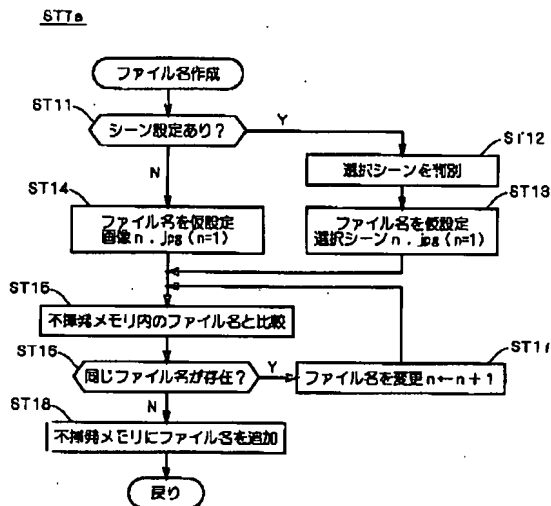 ST7a
ファイル名作成
ST11
シーン設定あり?
Y
N
ST12
選択シーンを判別
ST13
ファイル名を仮設定
選択シーンn.jpg(n=1)
ST14
ファイル名を仮設定
画像n.jpg(n=1)
ST15
不揮発メモリ内のファイル名と比較
ST16
同じファイル名が存在?
Y
N
ST17
ファイル名を変更n←n+1
ST18
不揮発メモリにファイル名を追加
戻り